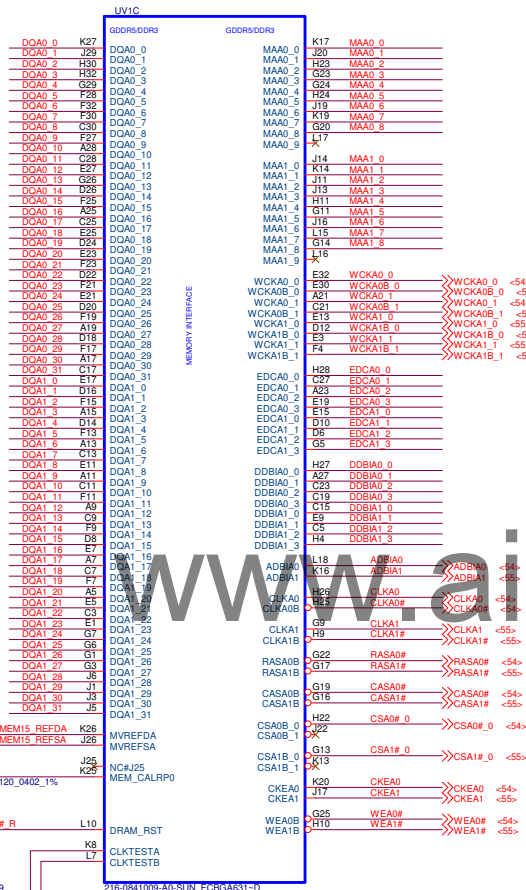 UV1C
GDDR5/DDR3 GDDR5/DDR3
DQA0_0 K27 DQA0_0
DQA0_1 J29 DQA0_1
DQA0_2 H30 DQA0_2
DQA0_3 H32 DQA0_3
DQA0_4 G29 DQA0_4
DQA0_5 F28 DQA0_5
DQA0_6 F32 DQA0_6
DQA0_7 F30 DQA0_7
DQA0_8 C30 DQA0_8
DQA0_9 F27 DQA0_9
DQA0_10 A28 DQA0_10
DQA0_11 C28 DQA0_11
DQA0_12 E27 DQA0_12
DQA0_13 G26 DQA0_13
DQA0_14 D26 DQA0_14
DQA0_15 F25 DQA0_15
DQA0_16 A25 DQA0_16
DQA0_17 C25 DQA0_17
DQA0_18 E25 DQA0_18
DQA0_19 D24 DQA0_19
DQA0_20 E23 DQA0_20
DQA0_21 F23 DQA0_21
DQA0_22 D22 DQA0_22
DQA0_23 F21 DQA0_23
DQA0_24 E21 DQA0_24
DQA0_25 D20 DQA0_25
DQA0_26 F19 DQA0_26
DQA0_27 A19 DQA0_27
DQA0_28 D18 DQA0_28
DQA0_29 F17 DQA0_29
DQA0_30 A17 DQA0_30
DQA0_31 C17 DQA0_31
DQA1_0 E17 DQA1_0
DQA1_1 D16 DQA1_1
DQA1_2 F15 DQA1_2
DQA1_3 A15 DQA1_3
DQA1_4 D14 DQA1_4
DQA1_5 F13 DQA1_5
DQA1_6 A13 DQA1_6
DQA1_7 C13 DQA1_7
DQA1_8 E11 DQA1_8
DQA1_9 A11 DQA1_9
DQA1_10 C11 DQA1_10
DQA1_11 F11 DQA1_11
DQA1_12 A9 DQA1_12
DQA1_13 C9 DQA1_13
DQA1_14 F9 DQA1_14
DQA1_15 D8 DQA1_15
DQA1_16 E7 DQA1_16
DQA1_17 A7 DQA1_17
DQA1_18 C7 DQA1_18
DQA1_19 F7 DQA1_19
DQA1_20 A5 DQA1_20
DQA1_21 E5 DQA1_21
DQA1_22 C3 DQA1_22
DQA1_23 E1 DQA1_23
DQA1_24 G7 DQA1_24
DQA1_25 G6 DQA1_25
DQA1_26 G1 DQA1_26
DQA1_27 G3 DQA1_27
DQA1_28 J6 DQA1_28
DQA1_29 J1 DQA1_29
DQA1_30 J3 DQA1_30
DQA1_31 J5 DQA1_31
MEM15_REFDA K26 MVREFDA
MEM15_REFSA J26 MVREFSA
J25 NC#J25
120_0402_1% K25 MEM_CALRP0
#_R L10 DRAM_RST
K8 CLKTESTA
L7 CLKTESTB
MEMORY INTERFACE
MAA0_0 K17 MAA0_0
MAA0_1 J20 MAA0_1
MAA0_2 H23 MAA0_2
MAA0_3 G23 MAA0_3
MAA0_4 G24 MAA0_4
MAA0_5 H24 MAA0_5
MAA0_6 J19 MAA0_6
MAA0_7 K19 MAA0_7
MAA0_8 G20 MAA0_8
MAA0_9 L17
MAA1_0 J14 MAA1_0
MAA1_1 K14 MAA1_1
MAA1_2 J11 MAA1_2
MAA1_3 J13 MAA1_3
MAA1_4 H11 MAA1_4
MAA1_5 G11 MAA1_5
MAA1_6 J16 MAA1_6
MAA1_7 L15 MAA1_7
MAA1_8 G14 MAA1_8
MAA1_9 L16
WCKA0_0 E32 WCKA0_0 WCKA0_0 <54
WCKA0B_0 E30 WCKA0B_0 WCKA0B_0
WCKA0_1 A21 WCKA0_1 WCKA0_1 <54
WCKA0B_1 C21 WCKA0B_1 WCKA0B_1
WCKA1_0 E13 WCKA1_0 WCKA1_0 <55
WCKA1B_0 D12 WCKA1B_0 WCKA1B_0
WCKA1_1 E3 WCKA1_1 WCKA1_1 <55
WCKA1B_1 F4 WCKA1B_1 WCKA1B_1
EDCA0_0 H28 EDCA0_0
EDCA0_1 C27 EDCA0_1
EDCA0_2 A23 EDCA0_2
EDCA0_3 E19 EDCA0_3
EDCA1_0 E15 EDCA1_0
EDCA1_1 D10 EDCA1_1
EDCA1_2 D6 EDCA1_2
EDCA1_3 G5 EDCA1_3
DDBIA0_0 H27 DDBIA0_0
DDBIA0_1 A27 DDBIA0_1
DDBIA0_2 C23 DDBIA0_2
DDBIA0_3 C19 DDBIA0_3
DDBIA1_0 C15 DDBIA1_0
DDBIA1_1 E9 DDBIA1_1
DDBIA1_2 C5 DDBIA1_2
DDBIA1_3 H4 DDBIA1_3
ADBIA0 L18 ADBIA0 ADBIA0 <54>
ADBIA1 K16 ADBIA1 ADBIA1 <55>
CLKA0 H26 CLKA0 CLKA0 <54>
CLKA0B H25 CLKA0# CLKA0# <54>
CLKA1 G9 CLKA1 CLKA1 <55>
CLKA1B H9 CLKA1# CLKA1# <55>
RASA0B G22 RASA0# RASA0# <54>
RASA1B G17 RASA1# RASA1# <55>
CASA0B G19 CASA0# CASA0# <54>
CASA1B G16 CASA1# CASA1# <55>
CSA0B_0 H22 CSA0#_0 CSA0#_0 <54>
CSA0B_1 J22
CSA1B_0 G13 CSA1#_0 CSA1#_0 <55>
CSA1B_1 K13
CKEA0 K20 CKEA0 CKEA0 <54>
CKEA1 J17 CKEA1 CKEA1 <55>
WEA0B G25 WEA0# WEA0# <54>
WEA1B H10 WEA1# WEA1# <55>
216-0841009-A0-SUN_FCBGA631~D
www.ai